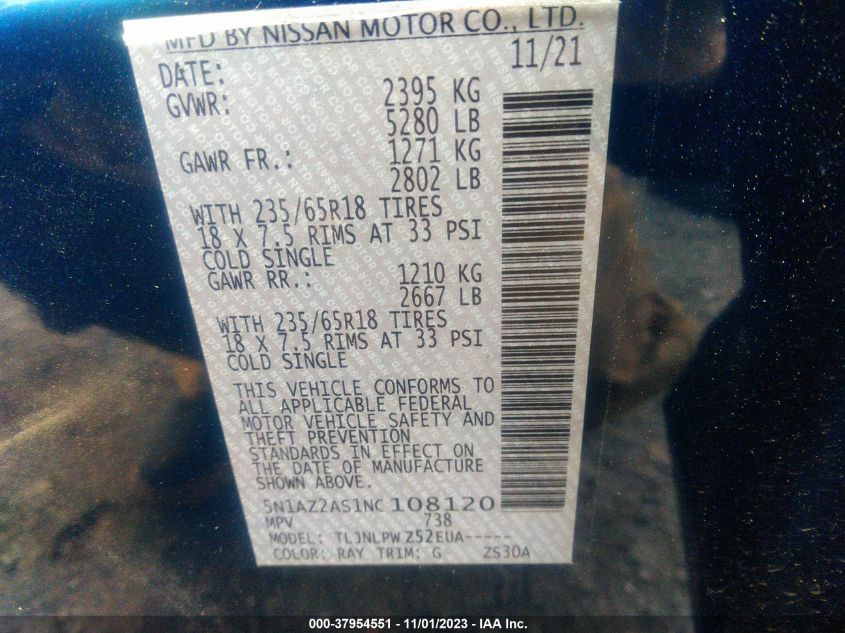 MFD BY NISSAN MOTOR CO., LTD.
DATE: 11/21
GVWR: 2395 KG
5280 LB
GAWR FR.: 1271 KG
2802 LB
WITH 235/65R18 TIRES
18 X 7.5 RIMS AT 33 PSI
COLD SINGLE
GAWR RR.: 1210 KG
2667 LB
WITH 235/65R18 TIRES
18 X 7.5 RIMS AT 33 PSI
COLD SINGLE
THIS VEHICLE CONFORMS TO
ALL APPLICABLE FEDERAL
MOTOR VEHICLE SAFETY AND
THEFT PREVENTION
STANDARDS IN EFFECT ON
THE DATE OF MANUFACTURE
SHOWN ABOVE.
5N1AZ2AS1NC108120
MPV 738
MODEL: TLJNLPW Z52EUA-----
COLOR: RAY TRIM: G ZS30A
000-37954551 - 11/01/2023 - IAA Inc.